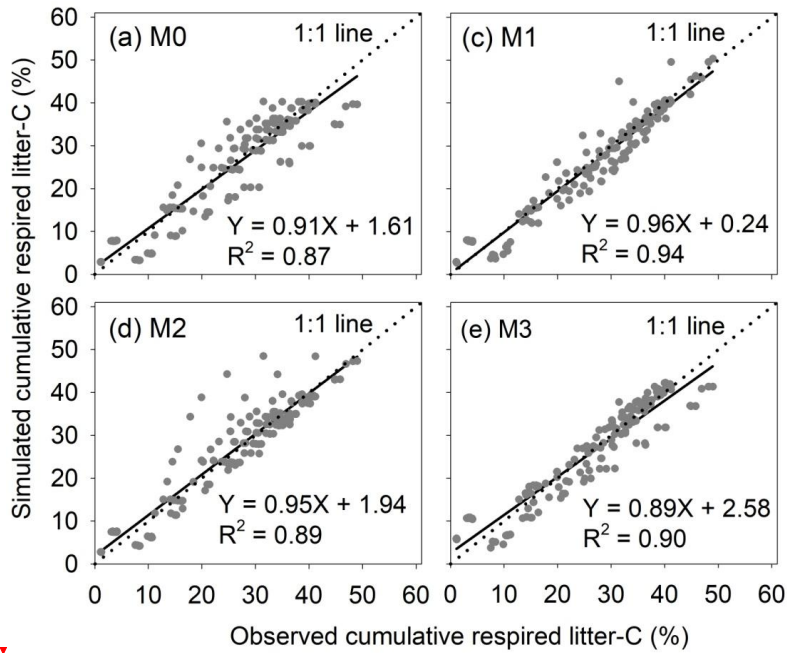 (a) M0
1:1 line
Y = 0.91X + 1.61
R² = 0.87
60
50
40
30
20
10
0
(c) M1
1:1 line
Y = 0.96X + 0.24
R² = 0.94
(d) M2
1:1 line
Y = 0.95X + 1.94
R² = 0.89
60
50
40
30
20
10
0
(e) M3
1:1 line
Y = 0.89X + 2.58
R² = 0.90
0 10 20 30 40 50 60
0 10 20 30 40 50 60
Simulated cumulative respired litter-C (%)
Observed cumulative respired litter-C (%)